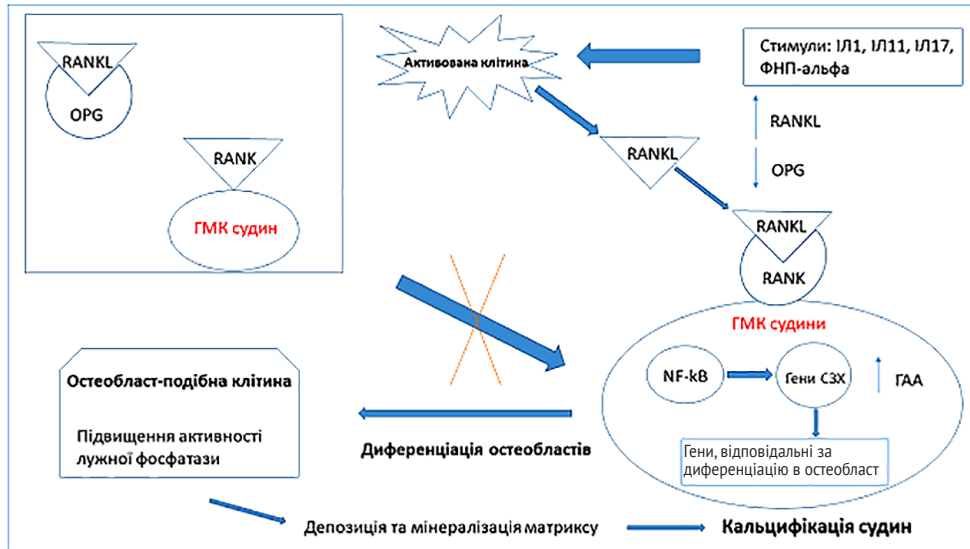 RANKL
OPG
RANK
ГМК судин
Активована клітина
Стимули: ІЛ1, ІЛ11, ІЛ17,
ФНП-альфа
RANKL
OPG
RANKL
RANKL
RANK
ГМК судини
NF-kB
Гени СЗХ
ГАА
Гени, відповідальні за
диференціацію в остеобласт
Остеобласт-подібна клітина
Підвищення активності
лужної фосфатази
Диференціація остеобластів
Депозиція та мінералізація матриксу
Кальцифікація судин